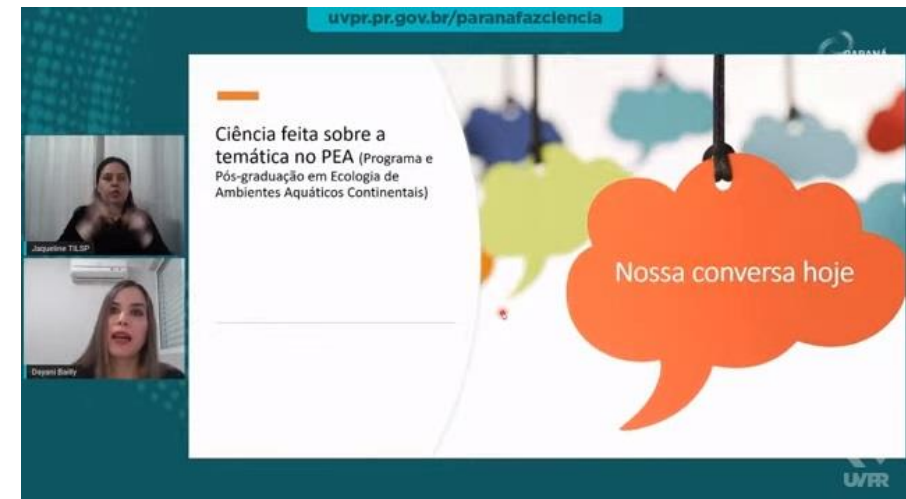 uvpr.pr.gov.br/paranafazciencia
PARANÁ
Ciência feita sobre a
temática no PEA (Programa e
Pós-graduação em Ecologia de
Ambientes Aquáticos Continentais)
Nossa conversa hoje
Jaqueline TILSP
Dayani Bailly
UVPR